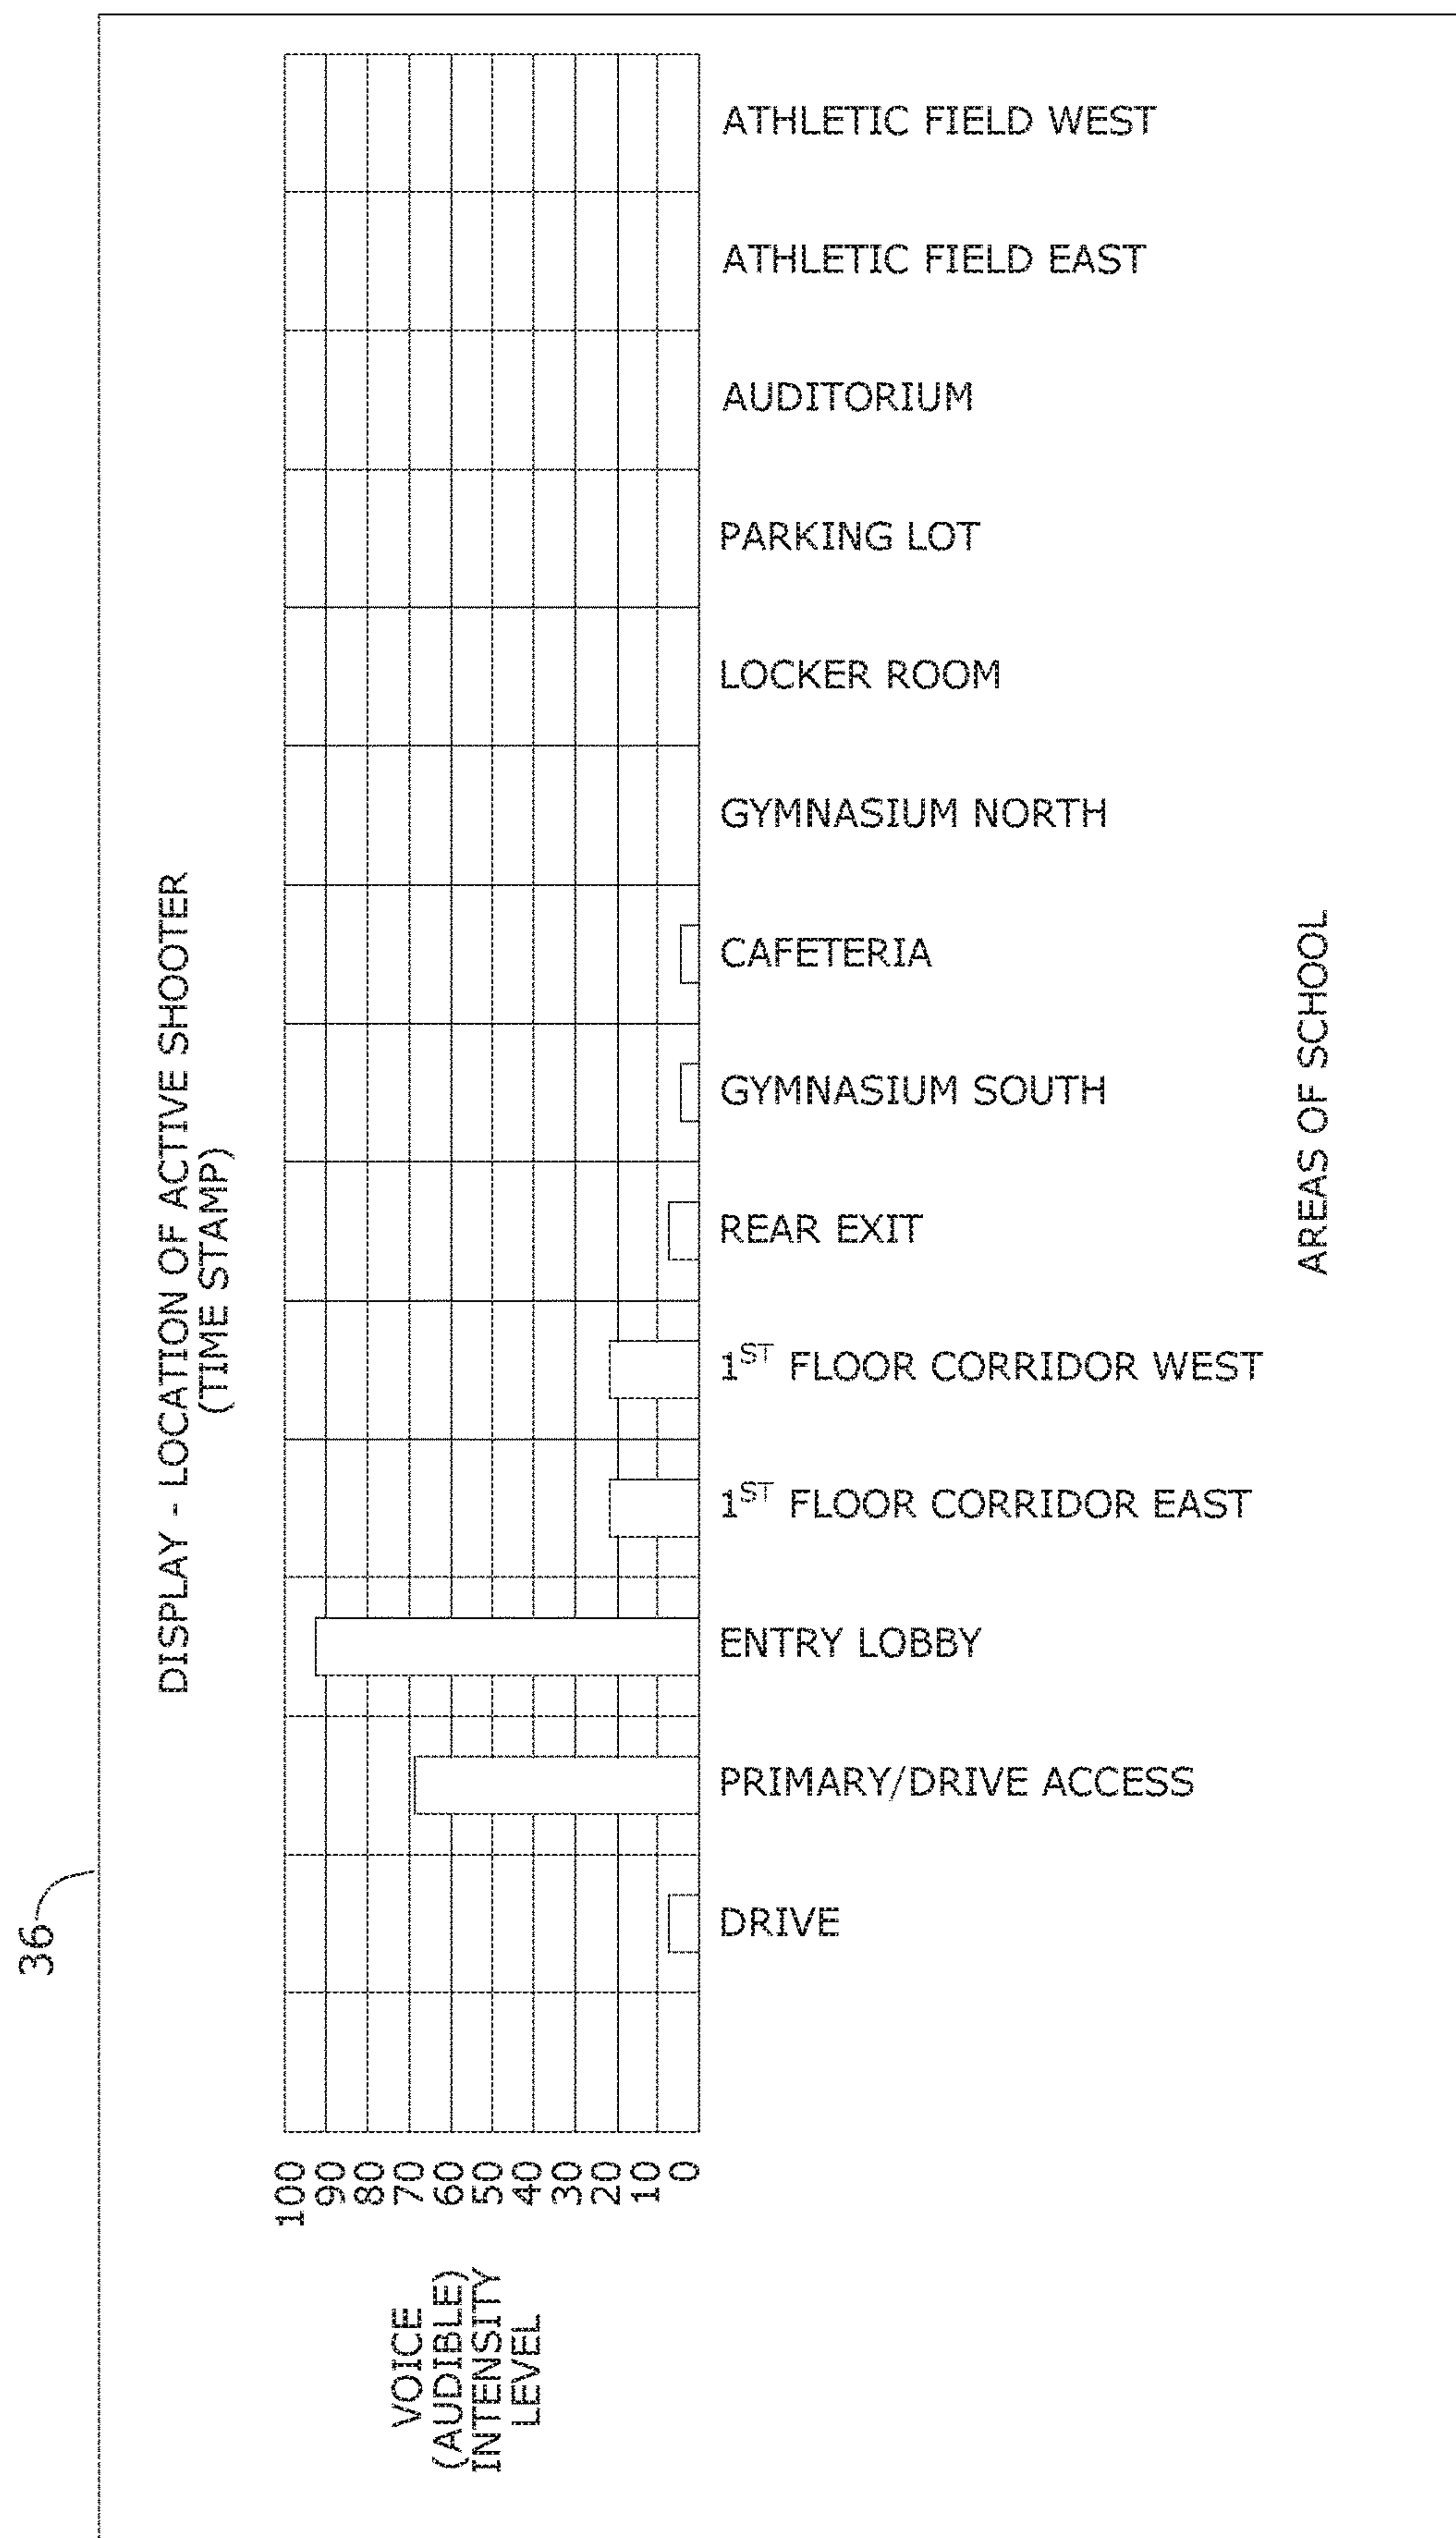 36
DISPLAY - LOCATION OF ACTIVE SHOOTER
(TIME STAMP)
VOICE
(AUDIBLE)
INTENSITY
LEVEL
100
90
80
70
60
50
40
30
20
10
0
DRIVE
PRIMARY/DRIVE ACCESS
ENTRY LOBBY
1ST FLOOR CORRIDOR EAST
1ST FLOOR CORRIDOR WEST
REAR EXIT
GYMNASIUM SOUTH
CAFETERIA
GYMNASIUM NORTH
LOCKER ROOM
PARKING LOT
AUDITORIUM
ATHLETIC FIELD EAST
ATHLETIC FIELD WEST
AREAS OF SCHOOL